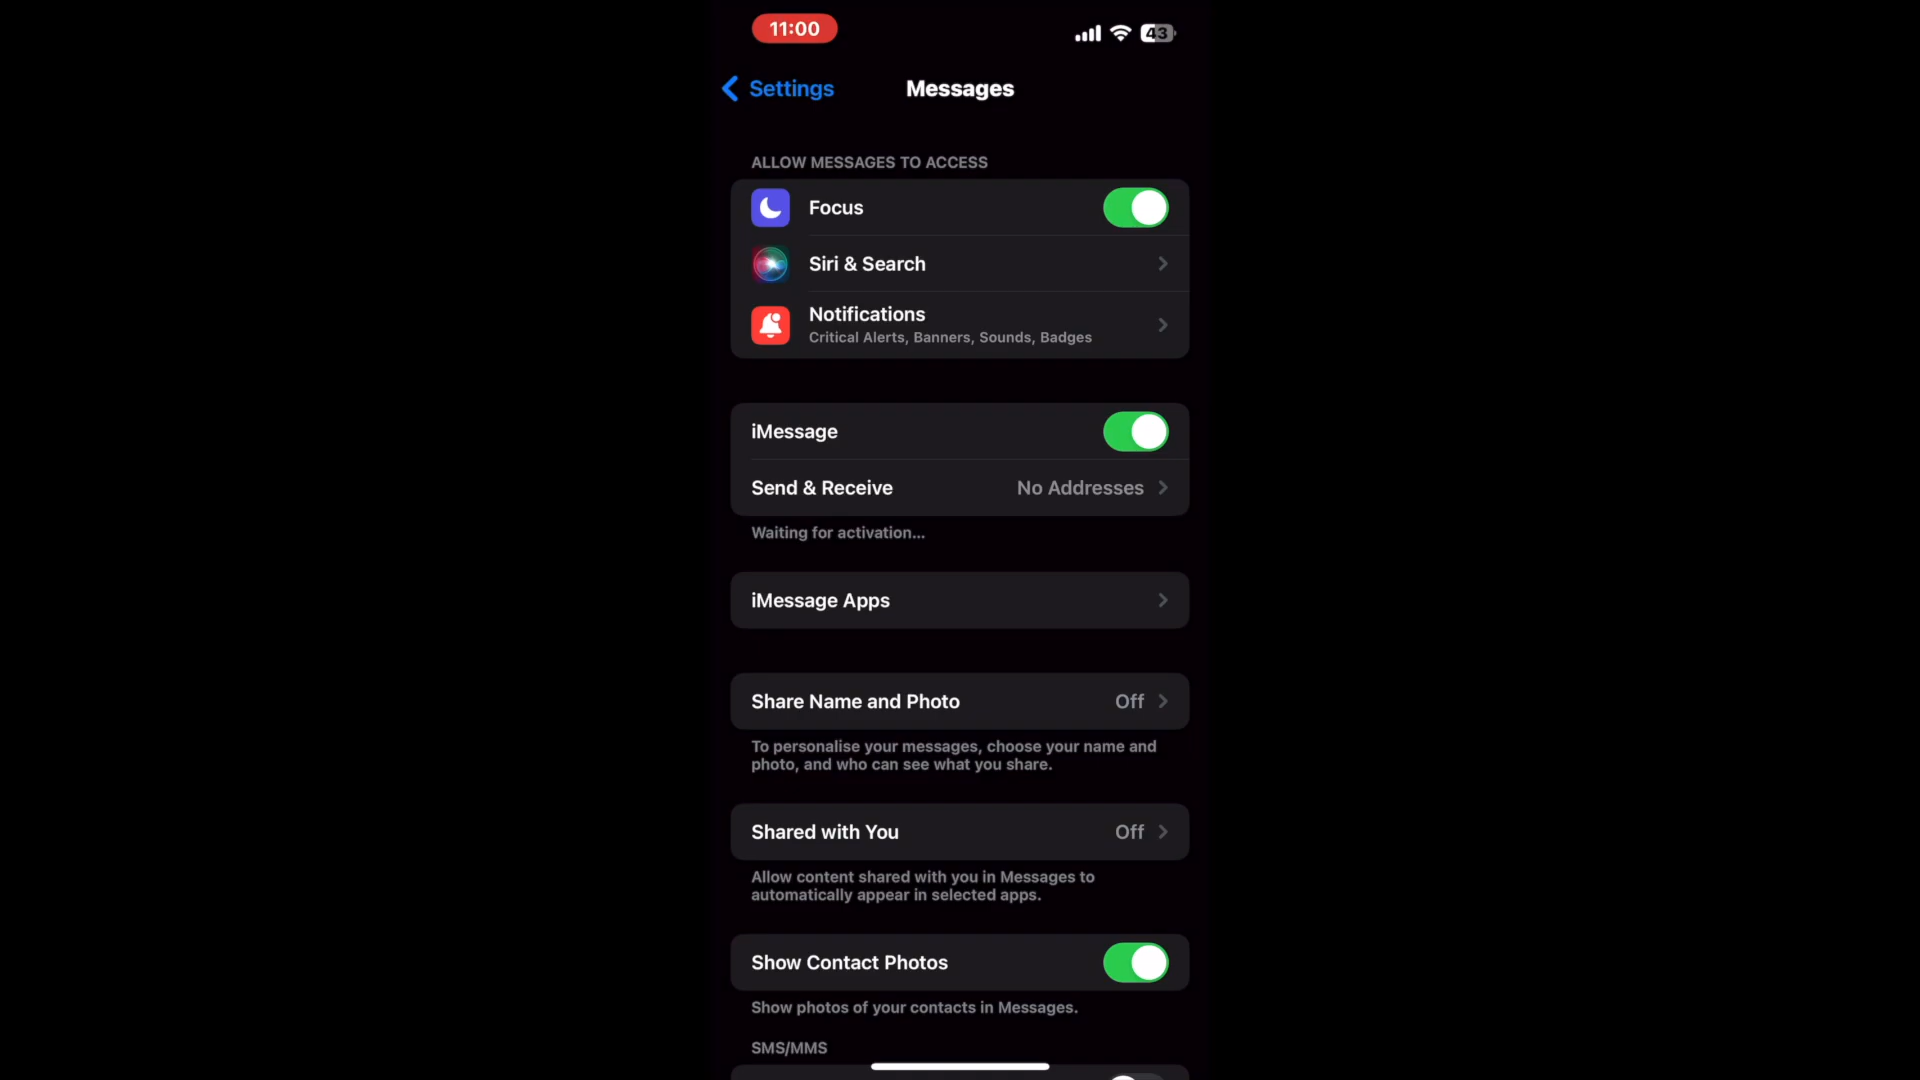 11:00
43
Settings
Messages
ALLOW MESSAGES TO ACCESS
Focus
Siri & Search
Notifications
Critical Alerts, Banners, Sounds, Badges
iMessage
Send & Receive No Addresses
Waiting for activation...
iMessage Apps
Share Name and Photo Off
To personalise your messages, choose your name and
photo, and who can see what you share.
Shared with You Off
Allow content shared with you in Messages to
automatically appear in selected apps.
Show Contact Photos
Show photos of your contacts in Messages.
SMS/MMS